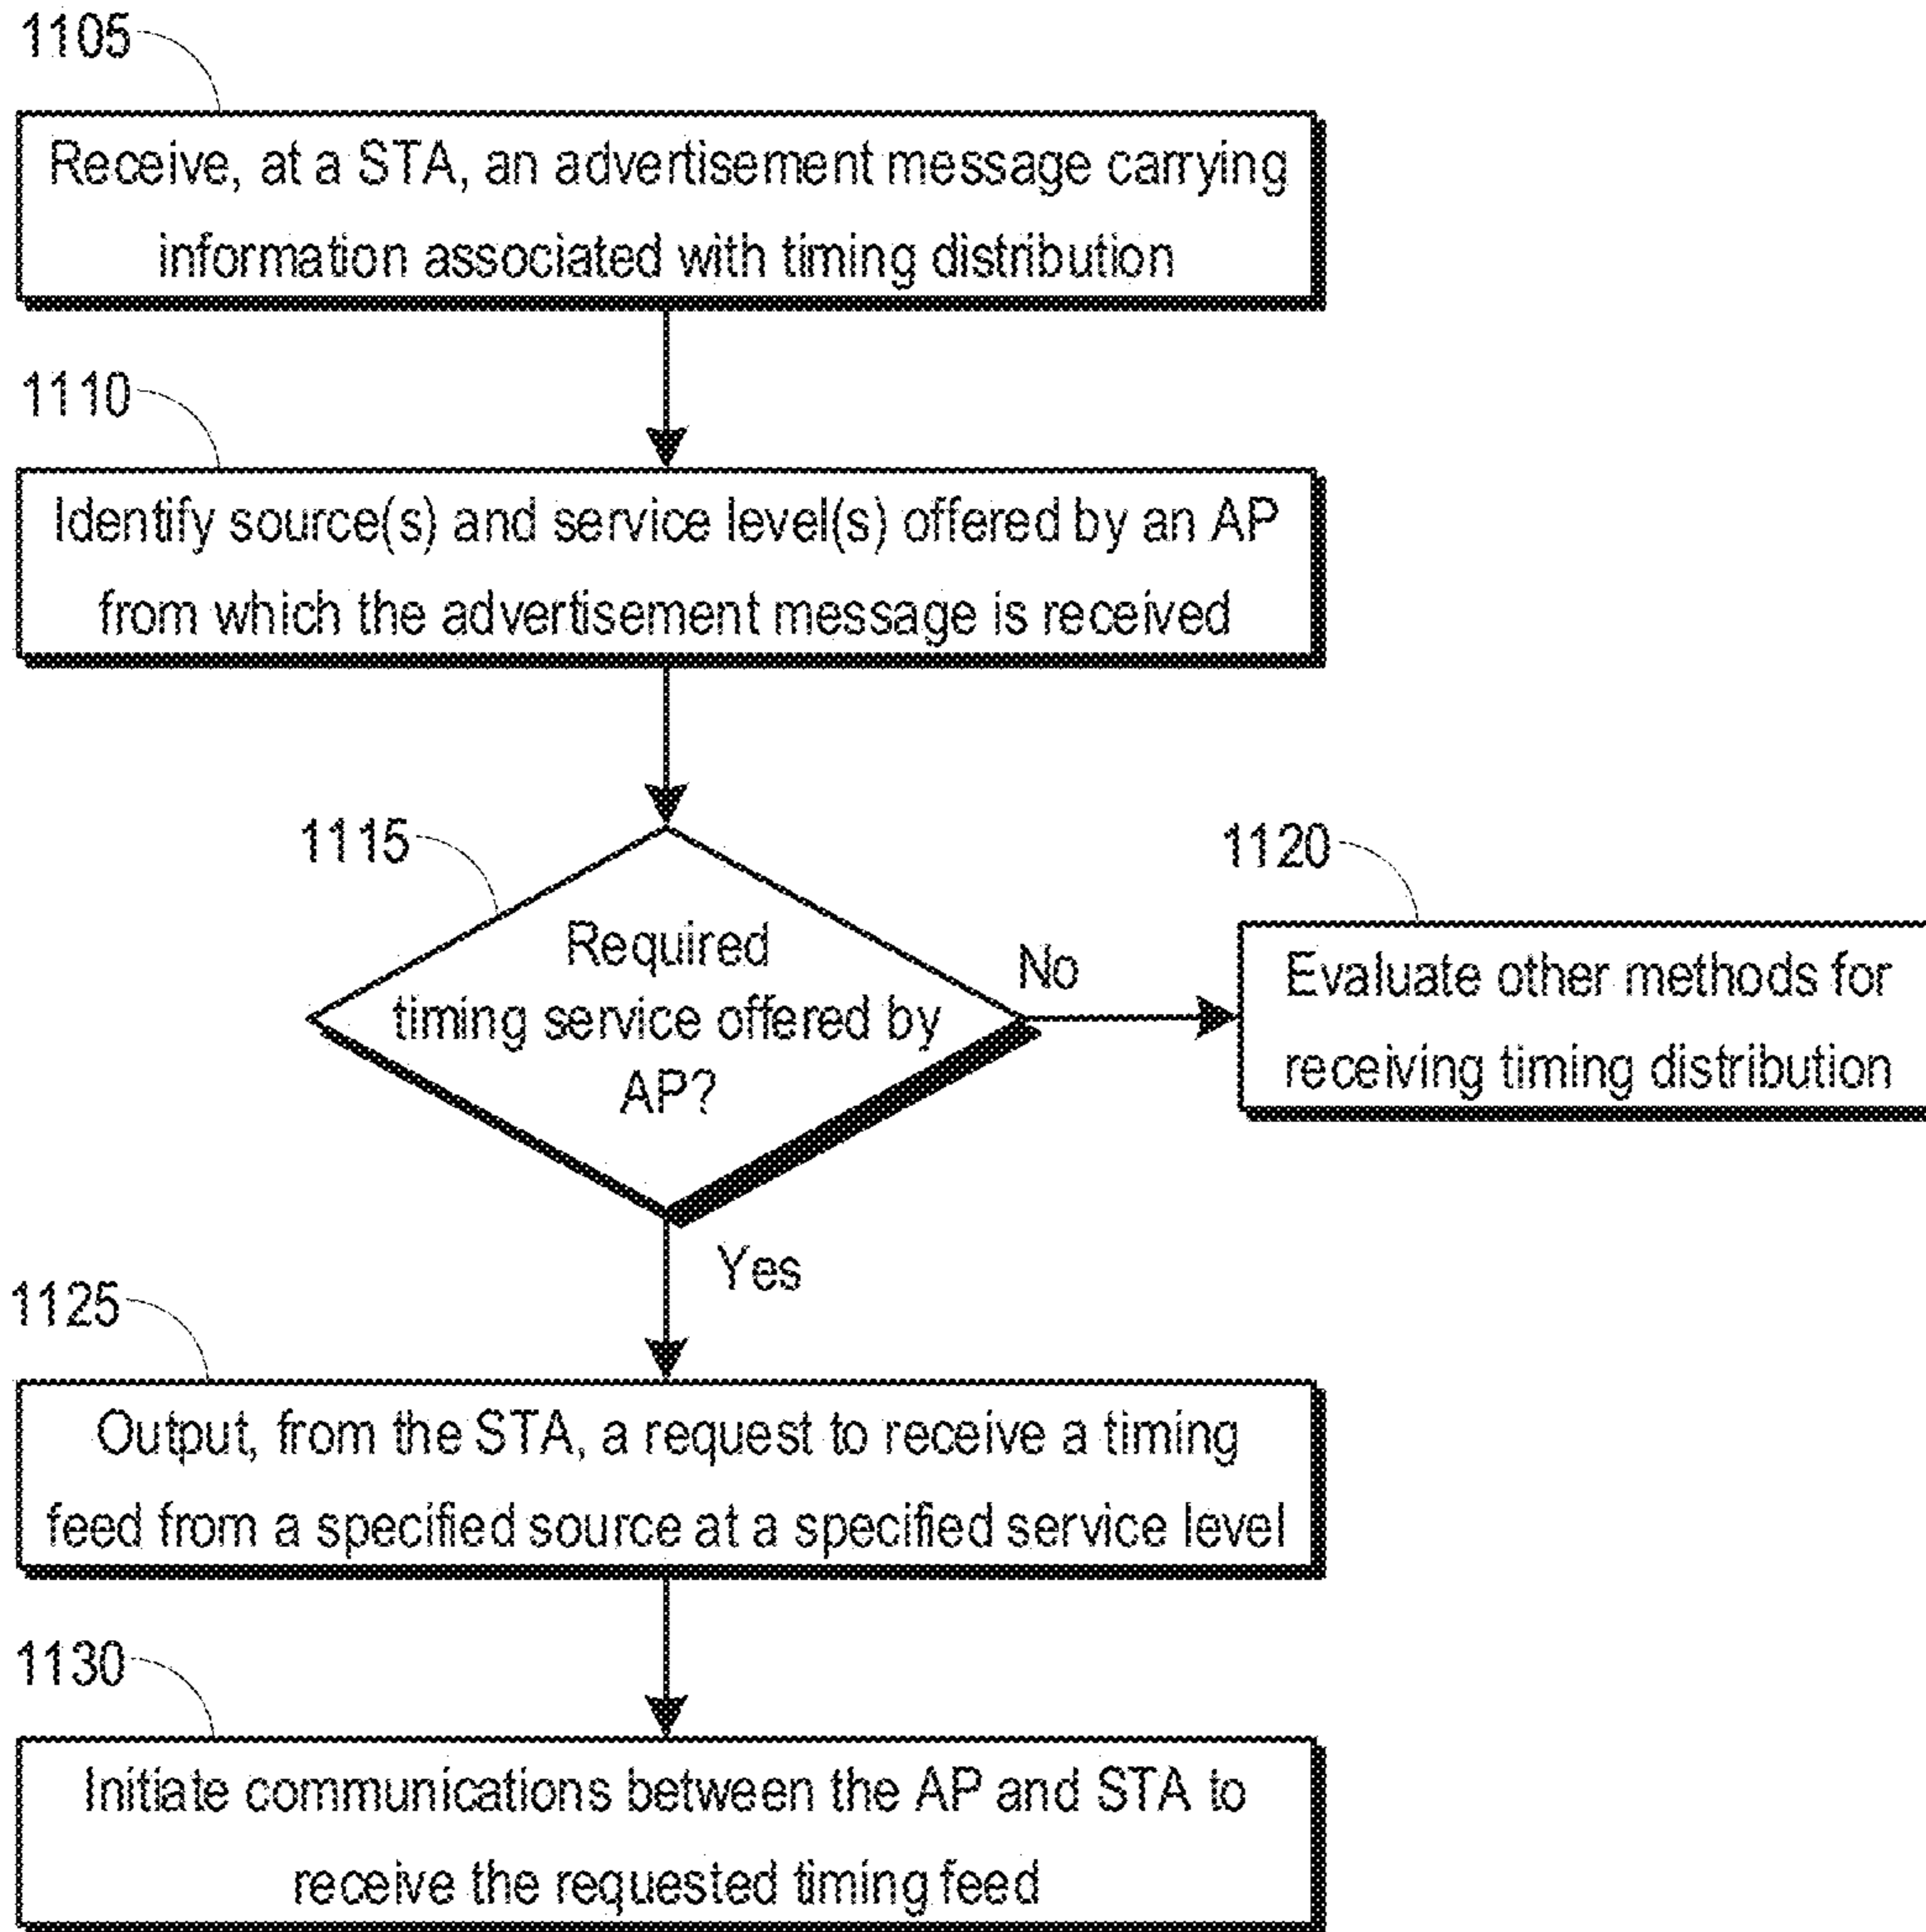 1105
Receive, at a STA, an advertisement message carrying
information associated with timing distribution
1110
Identify source(s) and service level(s) offered by an AP
from which the advertisement message is received
1115
Required
timing service offered by
AP?
No
1120
Evaluate other methods for
receiving timing distribution
Yes
1125
Output, from the STA, a request to receive a timing
feed from a specified source at a specified service level
1130
Initiate communications between the AP and STA to
receive the requested timing feed